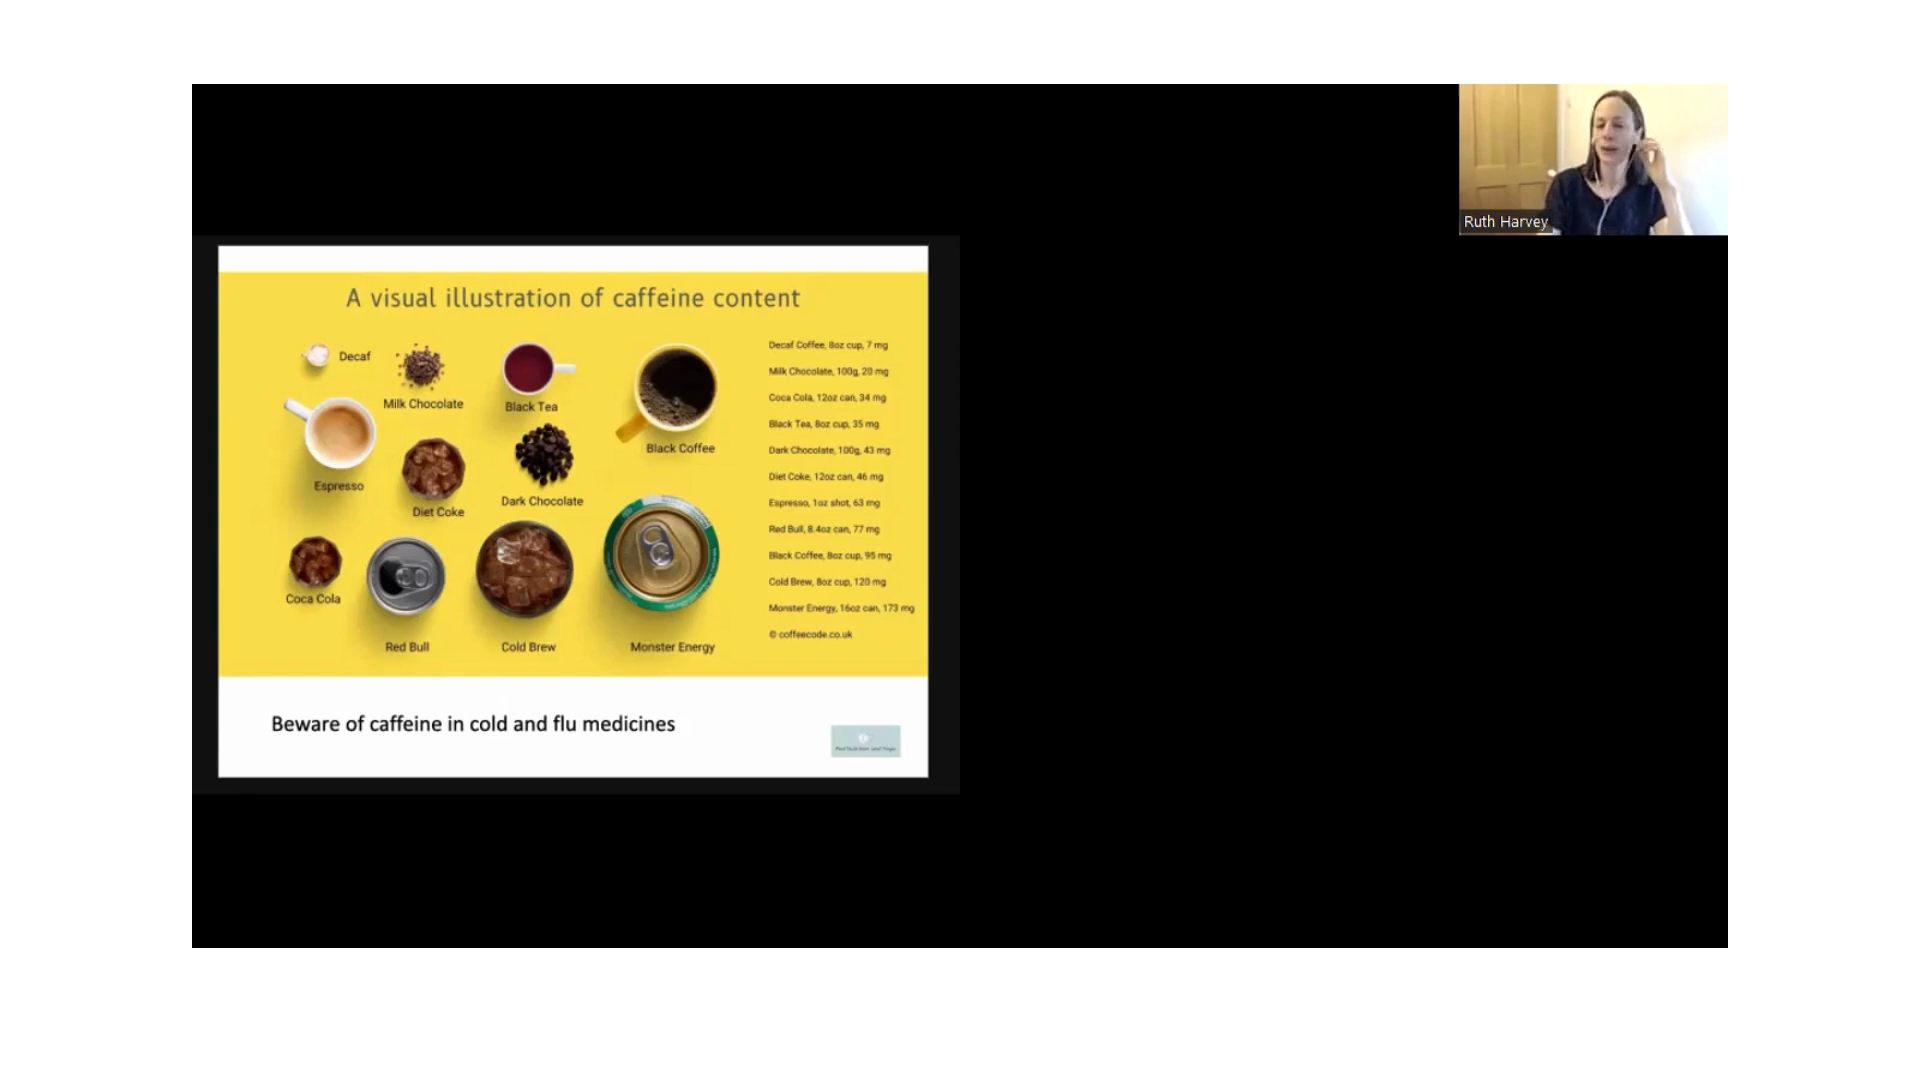 Ruth Harvey
A visual illustration of caffeine content
Decaf
Milk Chocolate
Black Tea
Black Coffee
Espresso
Diet Coke
Dark Chocolate
Coca Cola
Red Bull
Cold Brew
Monster Energy
Decaf Coffee, 8oz cup, 7 mg
Milk Chocolate, 100g, 20 mg
Coca Cola, 12oz can, 34 mg
Black Tea, 8oz cup, 35 mg
Dark Chocolate, 100g, 43 mg
Diet Coke, 12oz can, 46 mg
Espresso, 1oz shot, 63 mg
Red Bull, 8.4oz can, 77 mg
Black Coffee, 8oz cup, 95 mg
Cold Brew, 8oz cup, 120 mg
Monster Energy, 16oz can, 173 mg
© coffeecode.co.uk
Beware of caffeine in cold and flu medicines